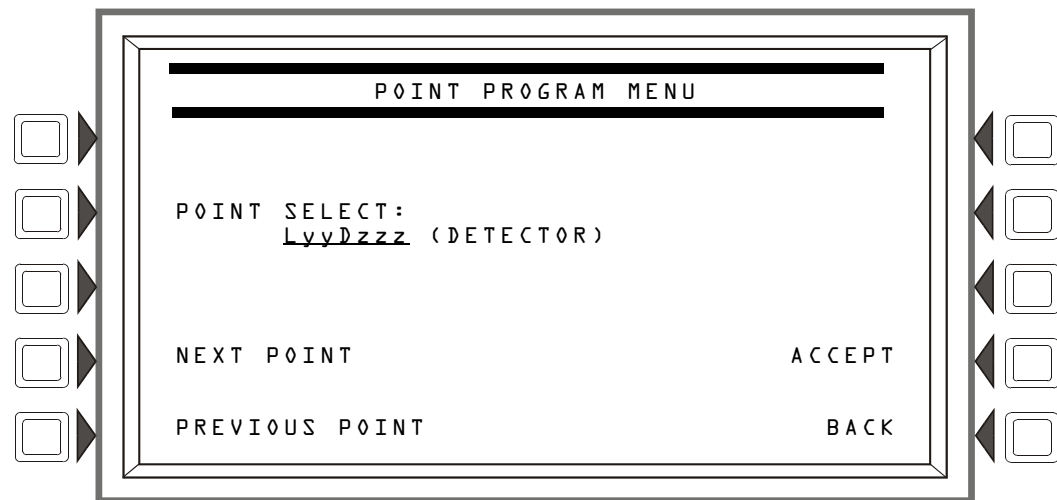 POINT PROGRAM MENU
POINT SELECT:
LyyDzzz (DETECTOR)
NEXT POINT
ACCEPT
PREVIOUS POINT
BACK